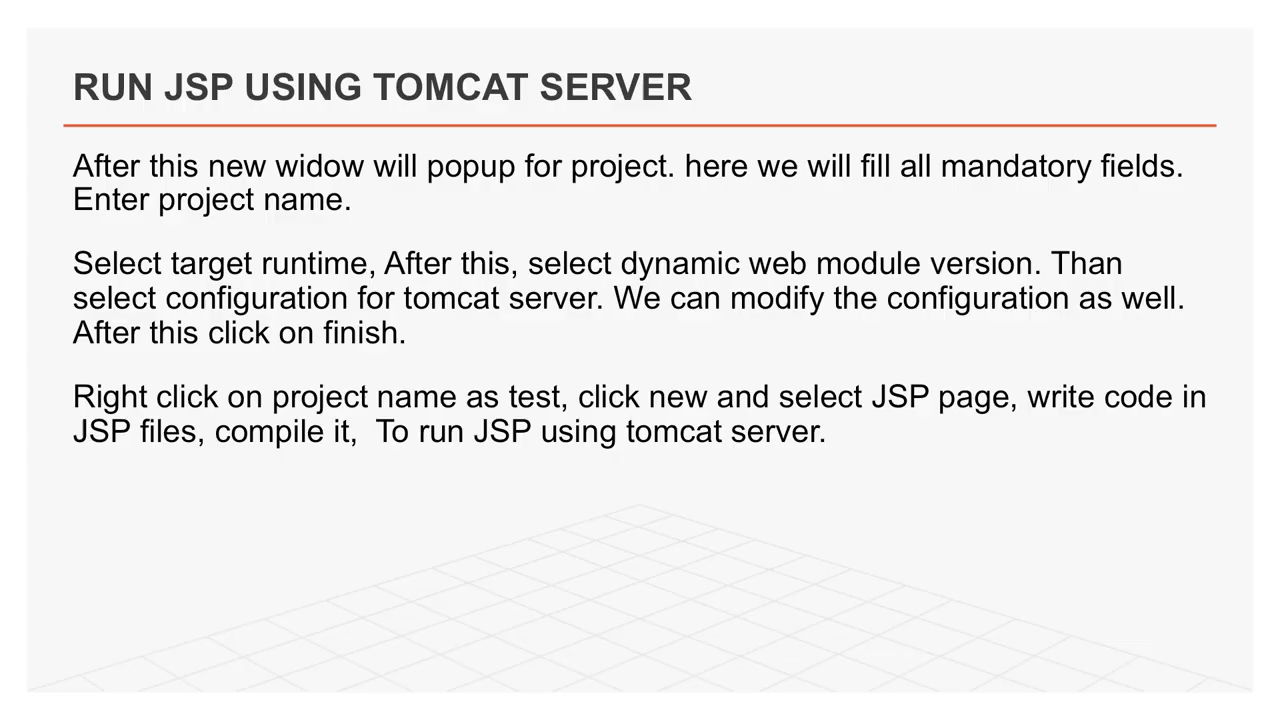 RUN JSP USING TOMCAT SERVER
After this new widow will popup for project. here we will fill all mandatory fields.
Enter project name.
Select target runtime, After this, select dynamic web module version. Than
select configuration for tomcat server. We can modify the configuration as well.
After this click on finish.
Right click on project name as test, click new and select JSP page, write code in
JSP files, compile it,  To run JSP using tomcat server.